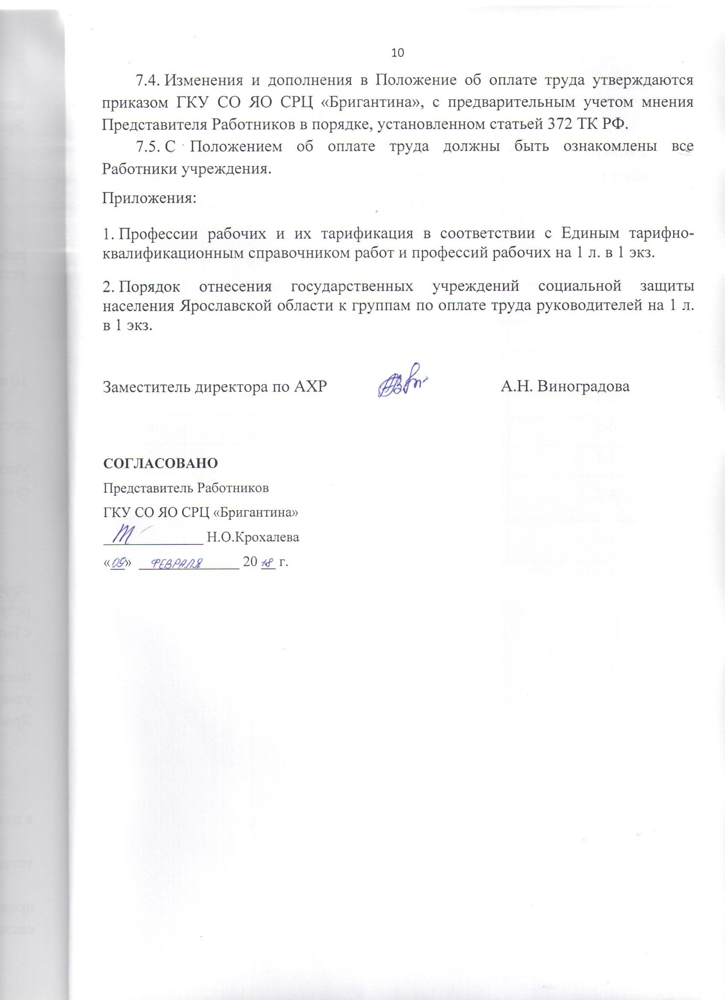 10
7.4. Изменения и дополнения в Положение об оплате труда утверждаются
приказом ГКУ СО ЯО СРЦ «Бригантина», с предварительным учетом мнения
Представителя Работников в порядке, установленном статьей 372 ТК РФ.
7.5. С Положением об оплате труда должны быть ознакомлены все
Работники учреждения.
Приложения:
1. Профессии рабочих и их тарификация в соответствии с Единым тарифно-
квалификационным справочником работ и профессий рабочих на 1 л. в 1 экз.
2. Порядок отнесения государственных учреждений социальной защиты
населения Ярославской области к группам по оплате труда руководителей на 1 л.
в 1 экз.
Заместитель директора по АХР А.Н. Виноградова
СОГЛАСОВАНО
Представитель Работников
ГКУ СО ЯО СРЦ «Бригантина»
Н.О.Крохалева
«09» ФЕВРАЛЯ 20 18 г.